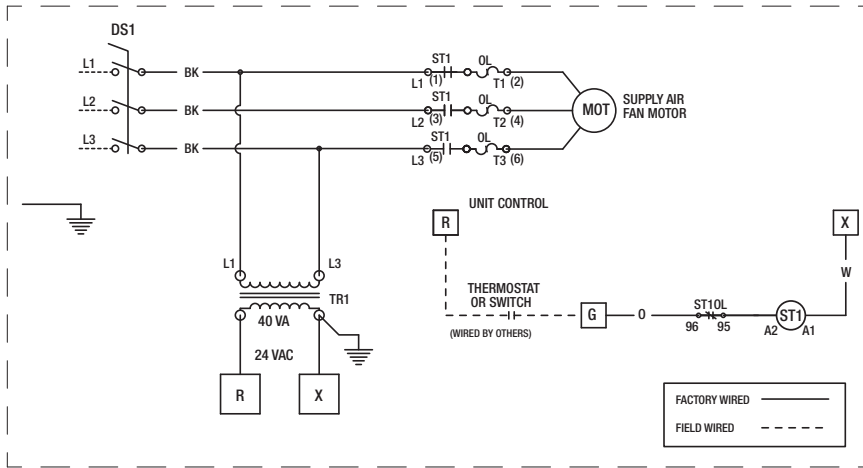 DS1
L1
BK
ST1
OL
L1 (1)
T1 (2)
L2
BK
ST1
OL
L2 (3)
T2 (4)
MOT
SUPPLY AIR
FAN MOTOR
L3
BK
ST1
OL
L3 (5)
T3 (6)
UNIT CONTROL
R
X
W
L1
L3
TR1
40 VA
24 VAC
R
X
THERMOSTAT
OR SWITCH
(WIRED BY OTHERS)
G
O
ST1OL
96
95
ST1
A2
A1
FACTORY WIRED
FIELD WIRED